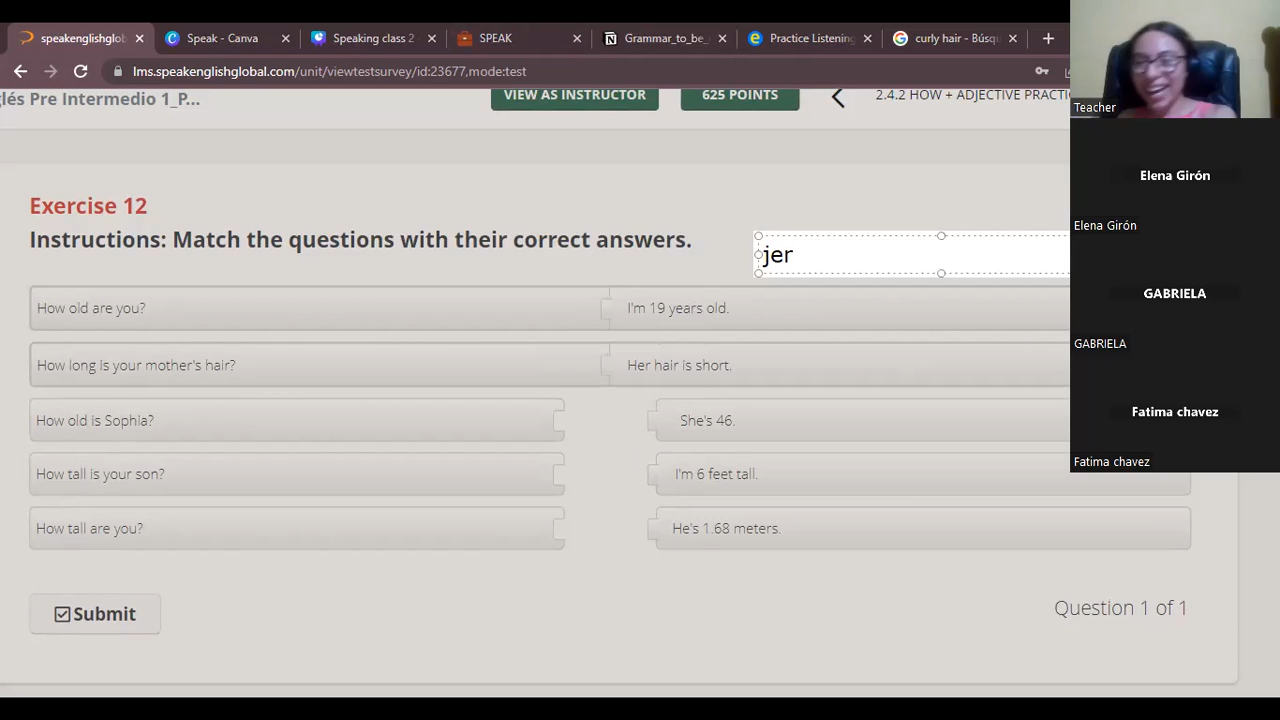 speakenglishglob
Speak - Canva
Speaking class 2
SPEAK
Grammar_to_be_
Practice Listening
curly hair - Búsq
lms.speakenglishglobal.com/unit/viewtestsurvey/id:23677,mode:test
glés Pre Intermedio 1_P...
VIEW AS INSTRUCTOR
625 POINTS
2.4.2 HOW + ADJECTIVE PRACTI
Teacher
Exercise 12
Instructions: Match the questions with their correct answers.
jer
How old are you?
I'm 19 years old.
How long is your mother's hair?
Her hair is short.
How old is Sophia?
She's 46.
How tall is your son?
I'm 6 feet tall.
How tall are you?
He's 1.68 meters.
Submit
Question 1 of 1
Elena Girón
Elena Girón
GABRIELA
GABRIELA
Fatima chavez
Fatima chavez